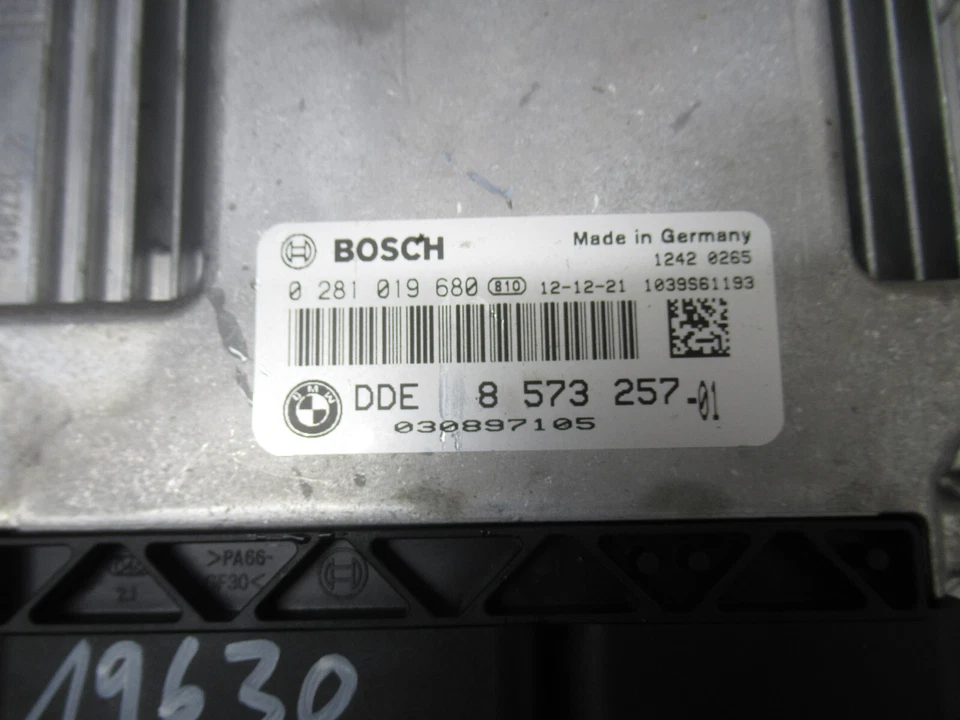 BOSCH
Made in Germany
1242 0265
0 281 019 680 810 12-12-21 1039S61193
BMW
DDE 8 573 257-01
030897105
>PA66-
GF30<
19630